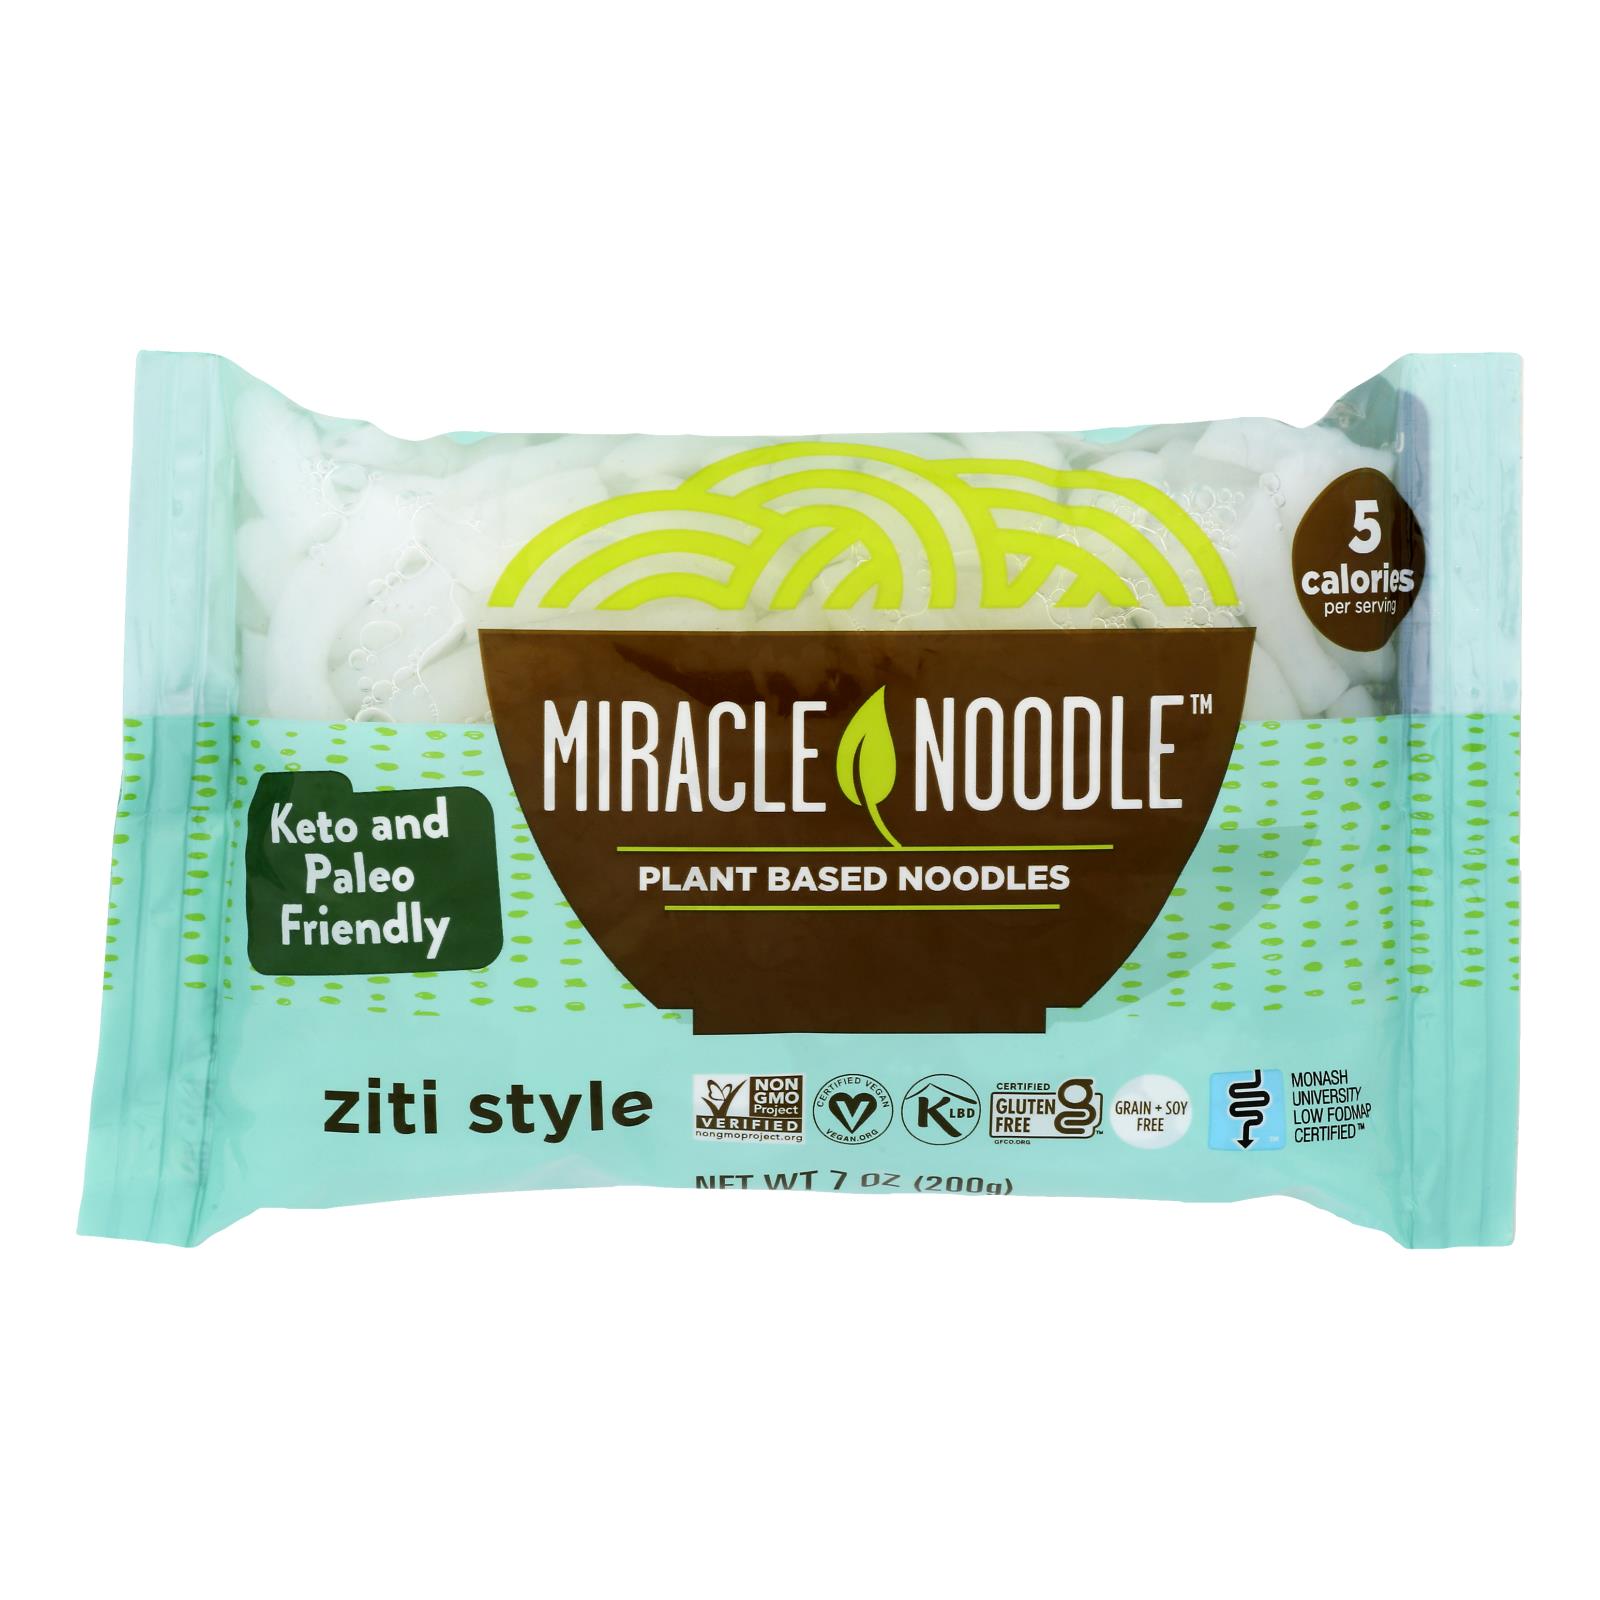 5
calories
per serving
MIRACLE NOODLE™
PLANT BASED NOODLES
Keto and
Paleo
Friendly
ziti style
NON
GMO
Project
VERIFIED
nongmoproject.org
CERTIFIED VEGAN
VEGAN.ORG
K LBD
CERTIFIED
GLUTEN
FREE
GFCO.ORG
GRAIN + SOY
FREE
MONASH
UNIVERSITY
LOW FODMAP
CERTIFIED™
NET WT 7 OZ (200g)